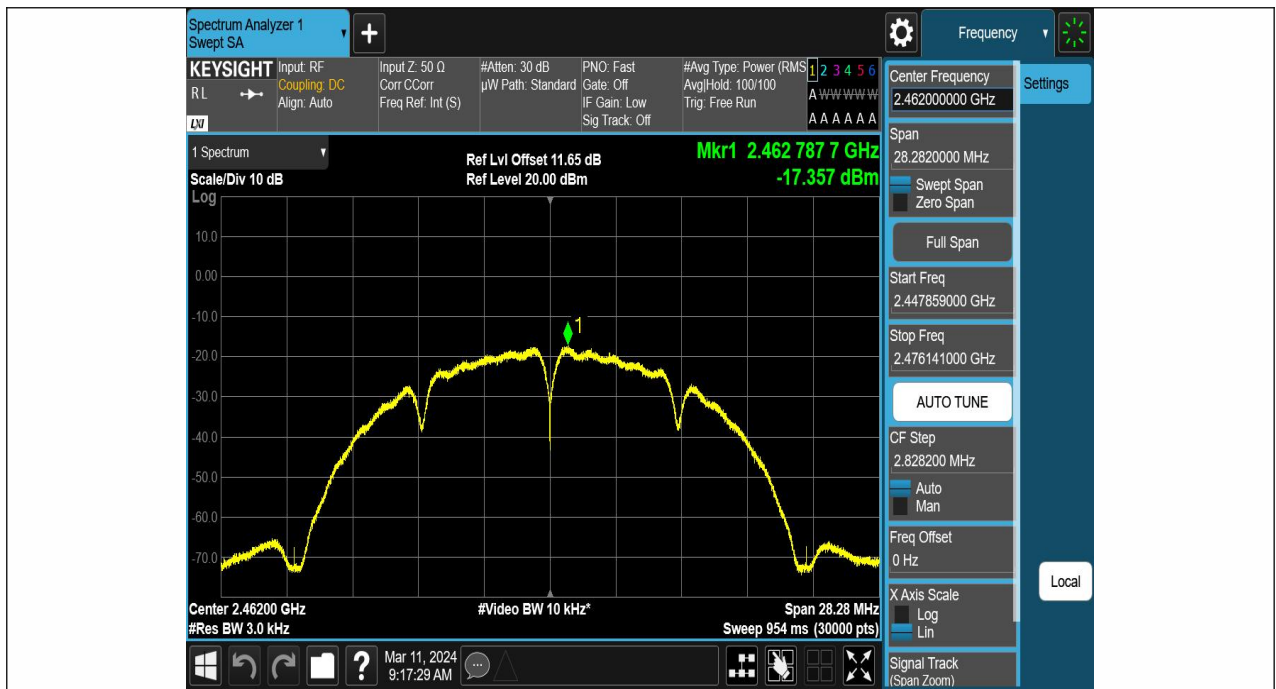 Spectrum Analyzer 1
Swept SA
+
Frequency
KEYSIGHT
RL
LXI
Input: RF
Coupling: DC
Align: Auto
Input Z: 50 Ω
Corr CCorr
Freq Ref: Int (S)
#Atten: 30 dB
µW Path: Standard
PNO: Fast
Gate: Off
IF Gain: Low
Sig Track: Off
#Avg Type: Power (RMS
Avg|Hold: 100/100
Trig: Free Run
1 2 3 4 5 6
A W W W W W
A A A A A A
1 Spectrum
Scale/Div 10 dB
Log
Ref Lvl Offset 11.65 dB
Ref Level 20.00 dBm
Mkr1 2.462 787 7 GHz
-17.357 dBm
10.0
0.00
-10.0
-20.0
-30.0
-40.0
-50.0
-60.0
-70.0
1
Center 2.46200 GHz
#Res BW 3.0 kHz
#Video BW 10 kHz*
Span 28.28 MHz
Sweep 954 ms (30000 pts)
Settings
Center Frequency
2.462000000 GHz
Span
28.2820000 MHz
Swept Span
Zero Span
Full Span
Start Freq
2.447859000 GHz
Stop Freq
2.476141000 GHz
AUTO TUNE
CF Step
2.828200 MHz
Auto
Man
Freq Offset
0 Hz
X Axis Scale
Log
Lin
Signal Track
(Span Zoom)
Local
?
Mar 11, 2024
9:17:29 AM